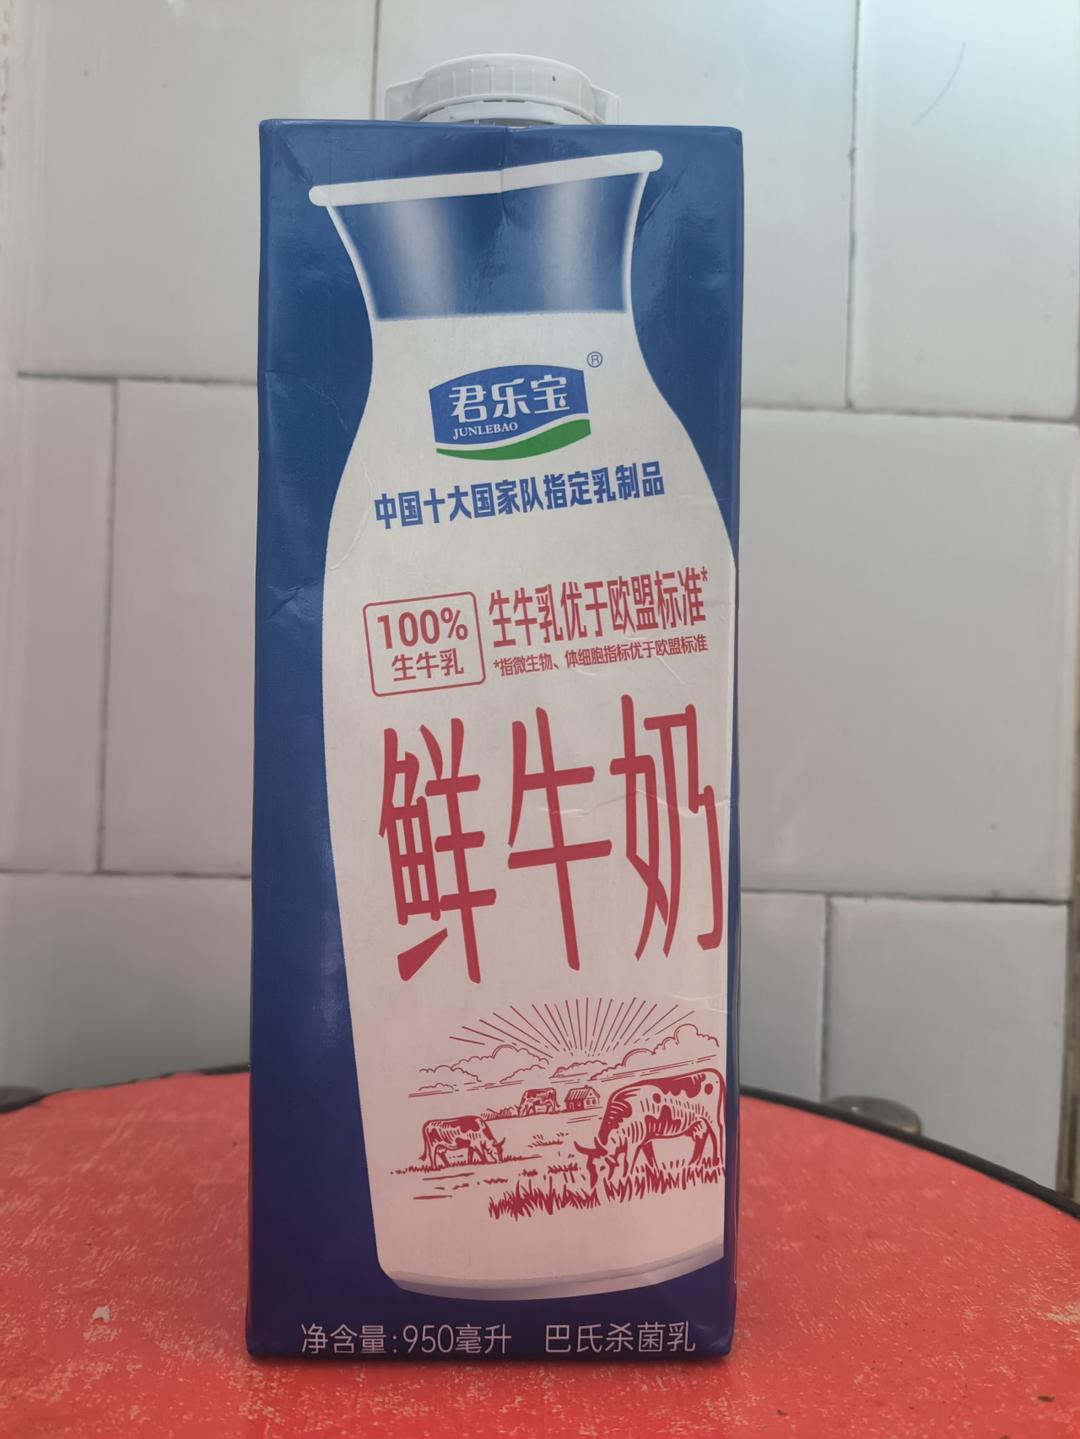 君乐宝
®
JUNLEBAO
中国十大国家队指定乳制品
100%
生牛乳
生牛乳优于欧盟标准*
*指微生物、体细胞指标优于欧盟标准
鲜牛奶
净含量:950毫升 巴氏杀菌乳